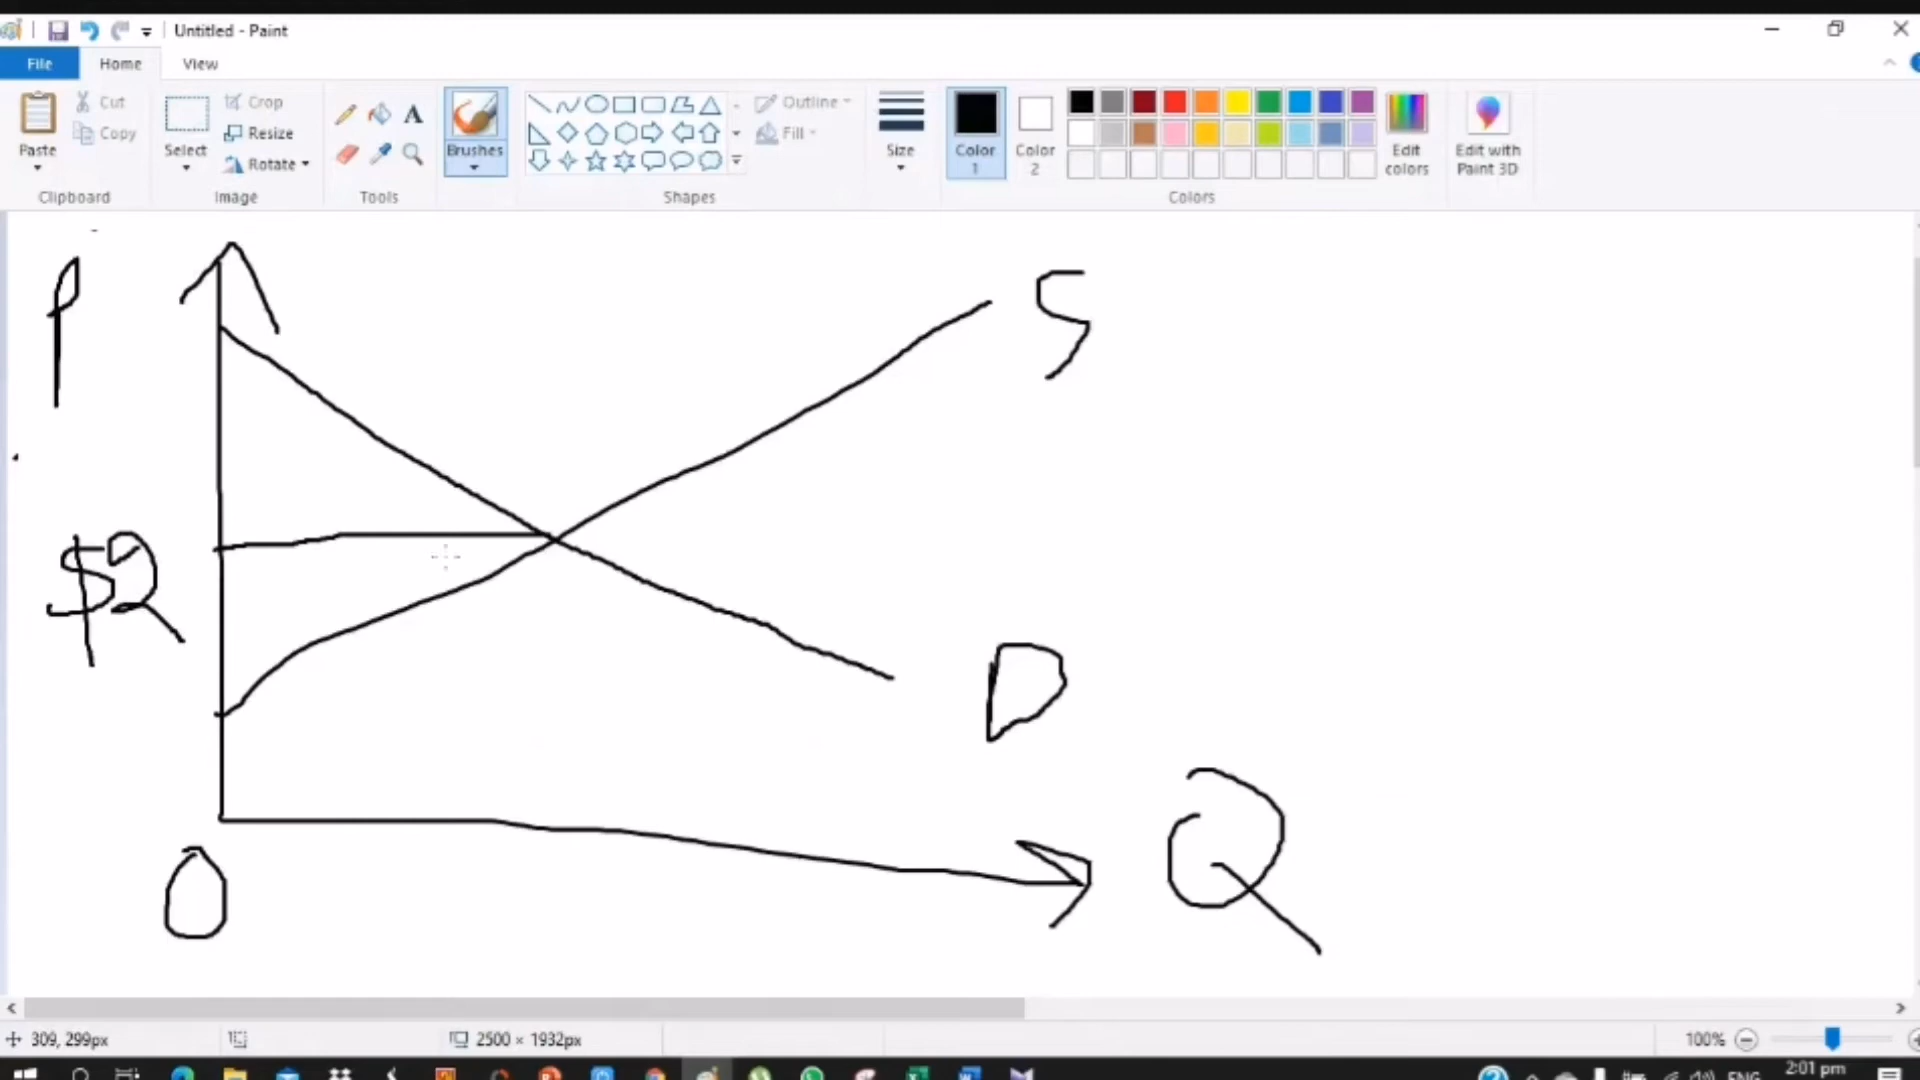 Untitled - Paint
File Home View
Paste Cut Copy Clipboard
Select Crop Resize Rotate Image
Tools
Brushes
Outline Fill Shapes
Size
Color 1 Color 2 Edit colors Colors
Edit with Paint 3D
P
S
$2
D
Q
0
309, 299px 2500 × 1932px 100%
ENG 2:01 pm